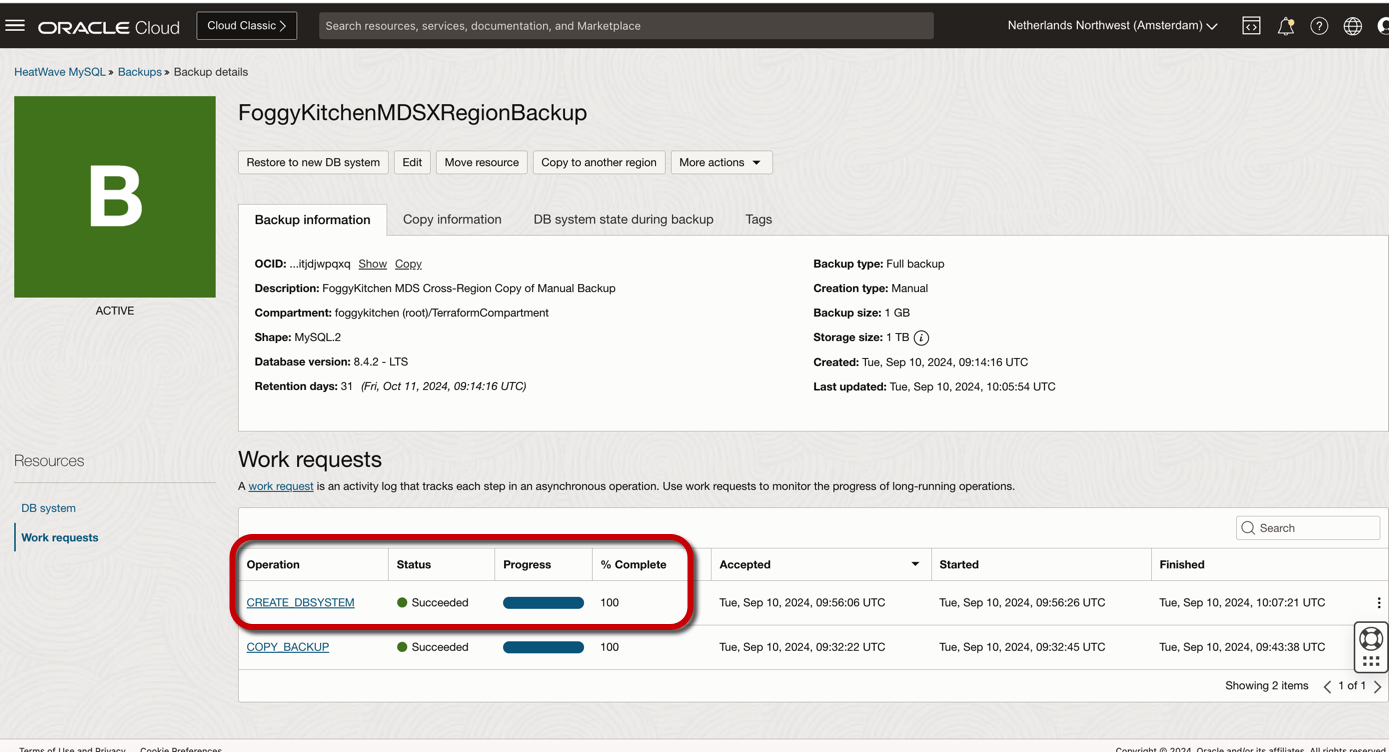 ORACLE Cloud
Cloud Classic
Search resources, services, documentation, and Marketplace
Netherlands Northwest (Amsterdam)
HeatWave MySQL » Backups » Backup details
B
ACTIVE
FoggyKitchenMDSXRegionBackup
Restore to new DB system Edit Move resource Copy to another region More actions
Backup information Copy information DB system state during backup Tags
OCID: ...itjdjwpqxq Show Copy
Description: FoggyKitchen MDS Cross-Region Copy of Manual Backup
Compartment: foggykitchen (root)/TerraformCompartment
Shape: MySQL.2
Database version: 8.4.2 - LTS
Retention days: 31 (Fri, Oct 11, 2024, 09:14:16 UTC)
Backup type: Full backup
Creation type: Manual
Backup size: 1 GB
Storage size: 1 TB
Created: Tue, Sep 10, 2024, 09:14:16 UTC
Last updated: Tue, Sep 10, 2024, 10:05:54 UTC
Resources
DB system
Work requests
Work requests
A work request is an activity log that tracks each step in an asynchronous operation. Use work requests to monitor the progress of long-running operations.
Search
Operation Status Progress % Complete Accepted Started Finished
CREATE_DBSYSTEM Succeeded 100 Tue, Sep 10, 2024, 09:56:06 UTC Tue, Sep 10, 2024, 09:56:26 UTC Tue, Sep 10, 2024, 10:07:21 UTC
COPY_BACKUP Succeeded 100 Tue, Sep 10, 2024, 09:32:22 UTC Tue, Sep 10, 2024, 09:32:45 UTC Tue, Sep 10, 2024, 09:43:38 UTC
Showing 2 items 1 of 1
Terms of Use and Privacy Cookie Preferences
Copyright © 2024, Oracle and/or its affiliates. All rights reserved.